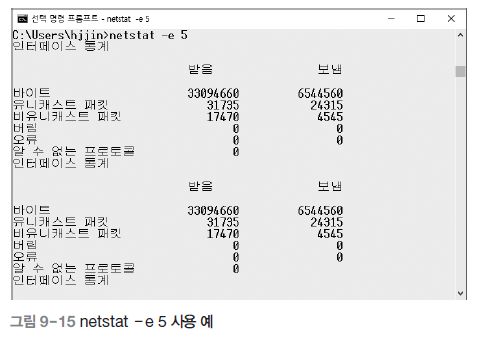 선택 명령 프롬프트 - netstat -e 5
C:\Users\hjjin>netstat -e 5
인터페이스 통계
받음 보냄
바이트 33094660 6544560
유니캐스트 패킷 31735 24315
비유니캐스트 패킷 17470 4545
버림 0 0
오류 0 0
알 수 없는 프로토콜 0
인터페이스 통계
받음 보냄
바이트 33094660 6544560
유니캐스트 패킷 31735 24315
비유니캐스트 패킷 17470 4545
버림 0 0
오류 0 0
알 수 없는 프로토콜 0
인터페이스 통계
그림 9-15 netstat -e 5 사용 예